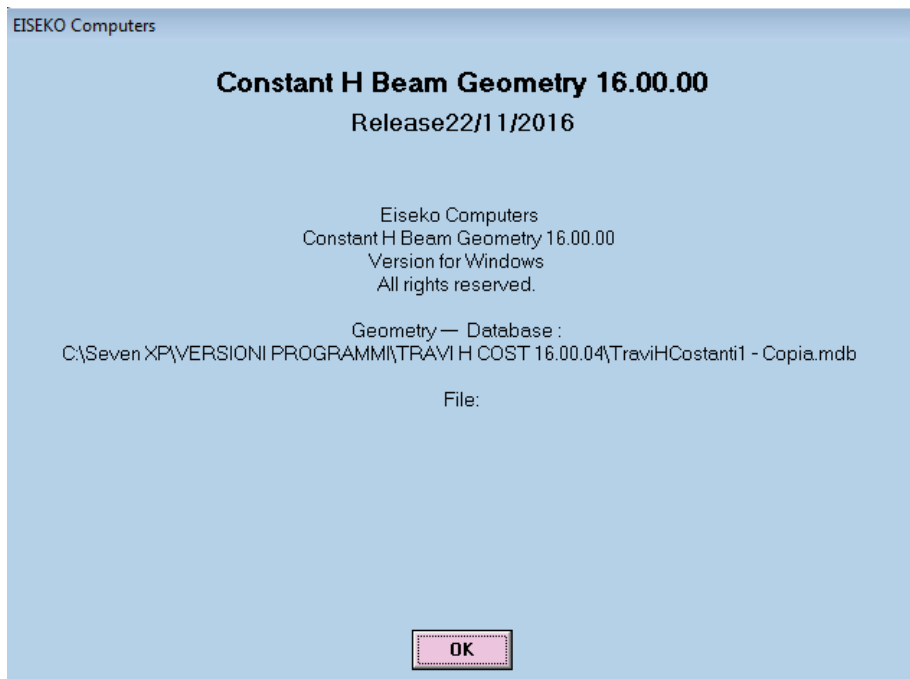 EISEKO Computers
Constant H Beam Geometry 16.00.00
Release22/11/2016
Eiseko Computers
Constant H Beam Geometry 16.00.00
Version for Windows
All rights reserved.
Geometry — Database :
C:\Seven XP\VERSIONI PROGRAMMI\TRAVI H COST 16.00.04\TraviHCostanti1 - Copia.mdb
File:
OK